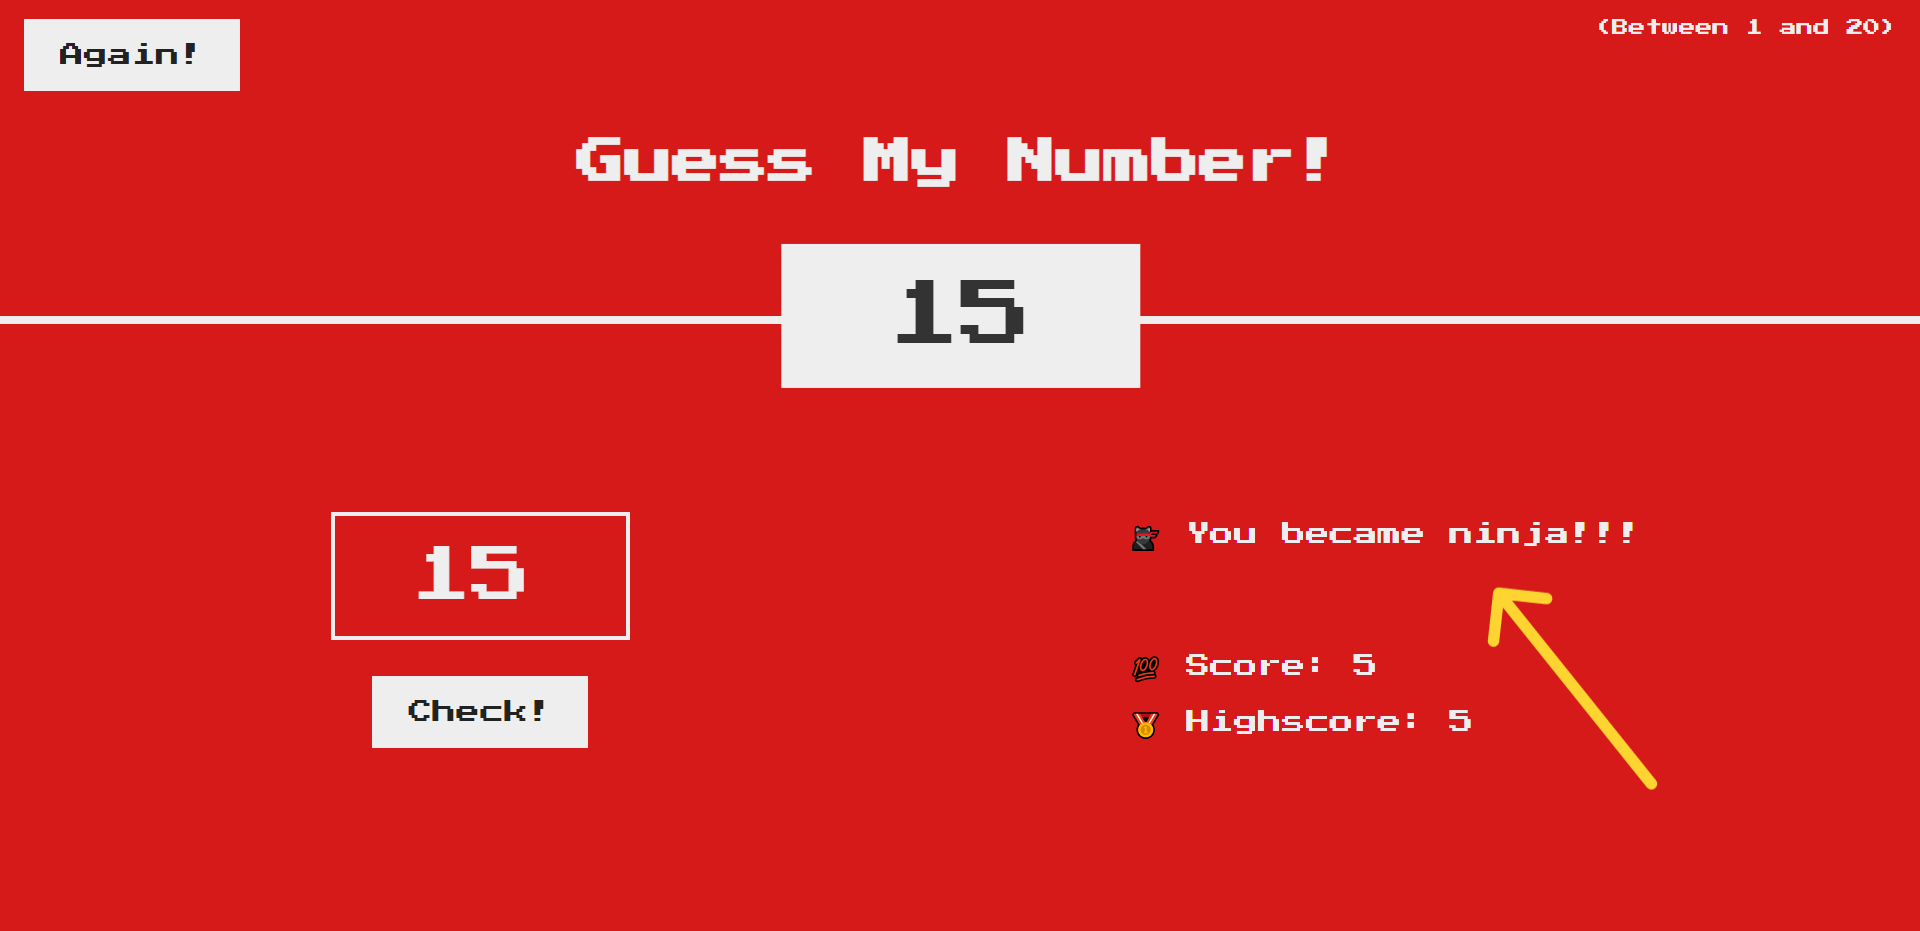 Again!
(Between 1 and 20)
Guess My Number!
15
15
Check!
🥷 You became ninja!!!
💯 Score: 5
🥇 Highscore: 5